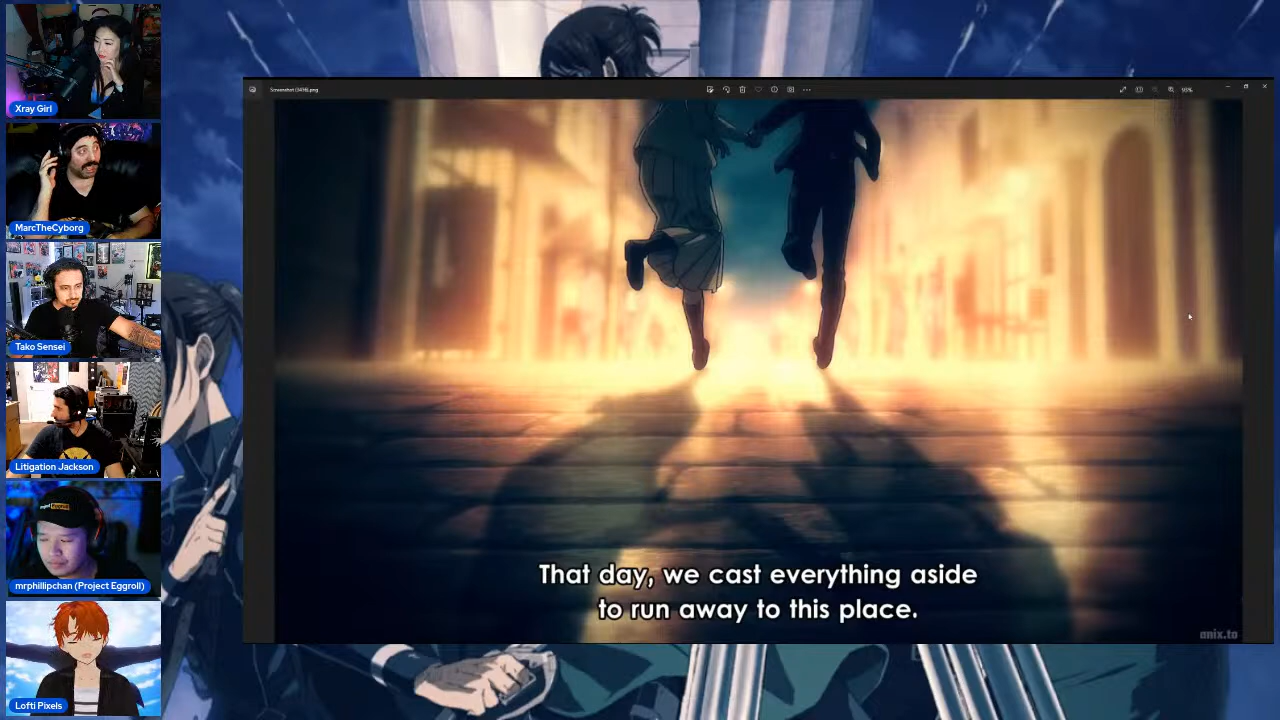 Xray Girl
MarcTheCyborg
Tako Sensei
Litigation Jackson
mrphillipchan (Project Eggroll)
Lofti Pixels
That day, we cast everything aside
to run away to this place.
anix.to